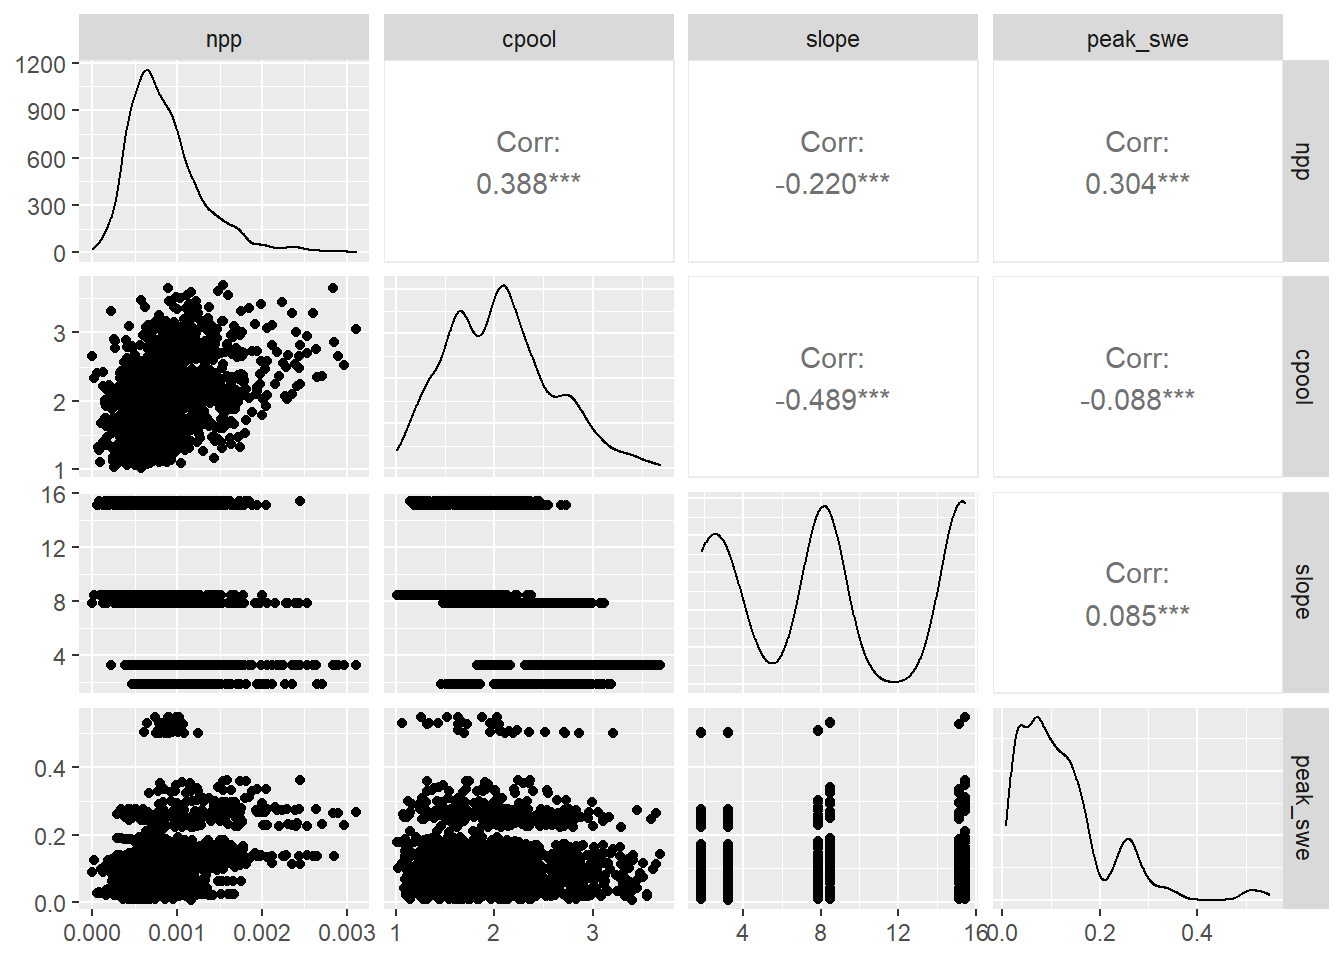 npp
cpool
slope
peak_swe
1200
900
600
300
0
Corr:
0.388***
Corr:
-0.220***
Corr:
0.304***
npp
3
2
1
Corr:
-0.489***
Corr:
-0.088***
cpool
16
12
8
4
Corr:
0.085***
slope
0.4
0.2
0.0
peak_swe
0.000 0.001 0.002 0.003
1 2 3
4 8 12 16
0.0 0.2 0.4